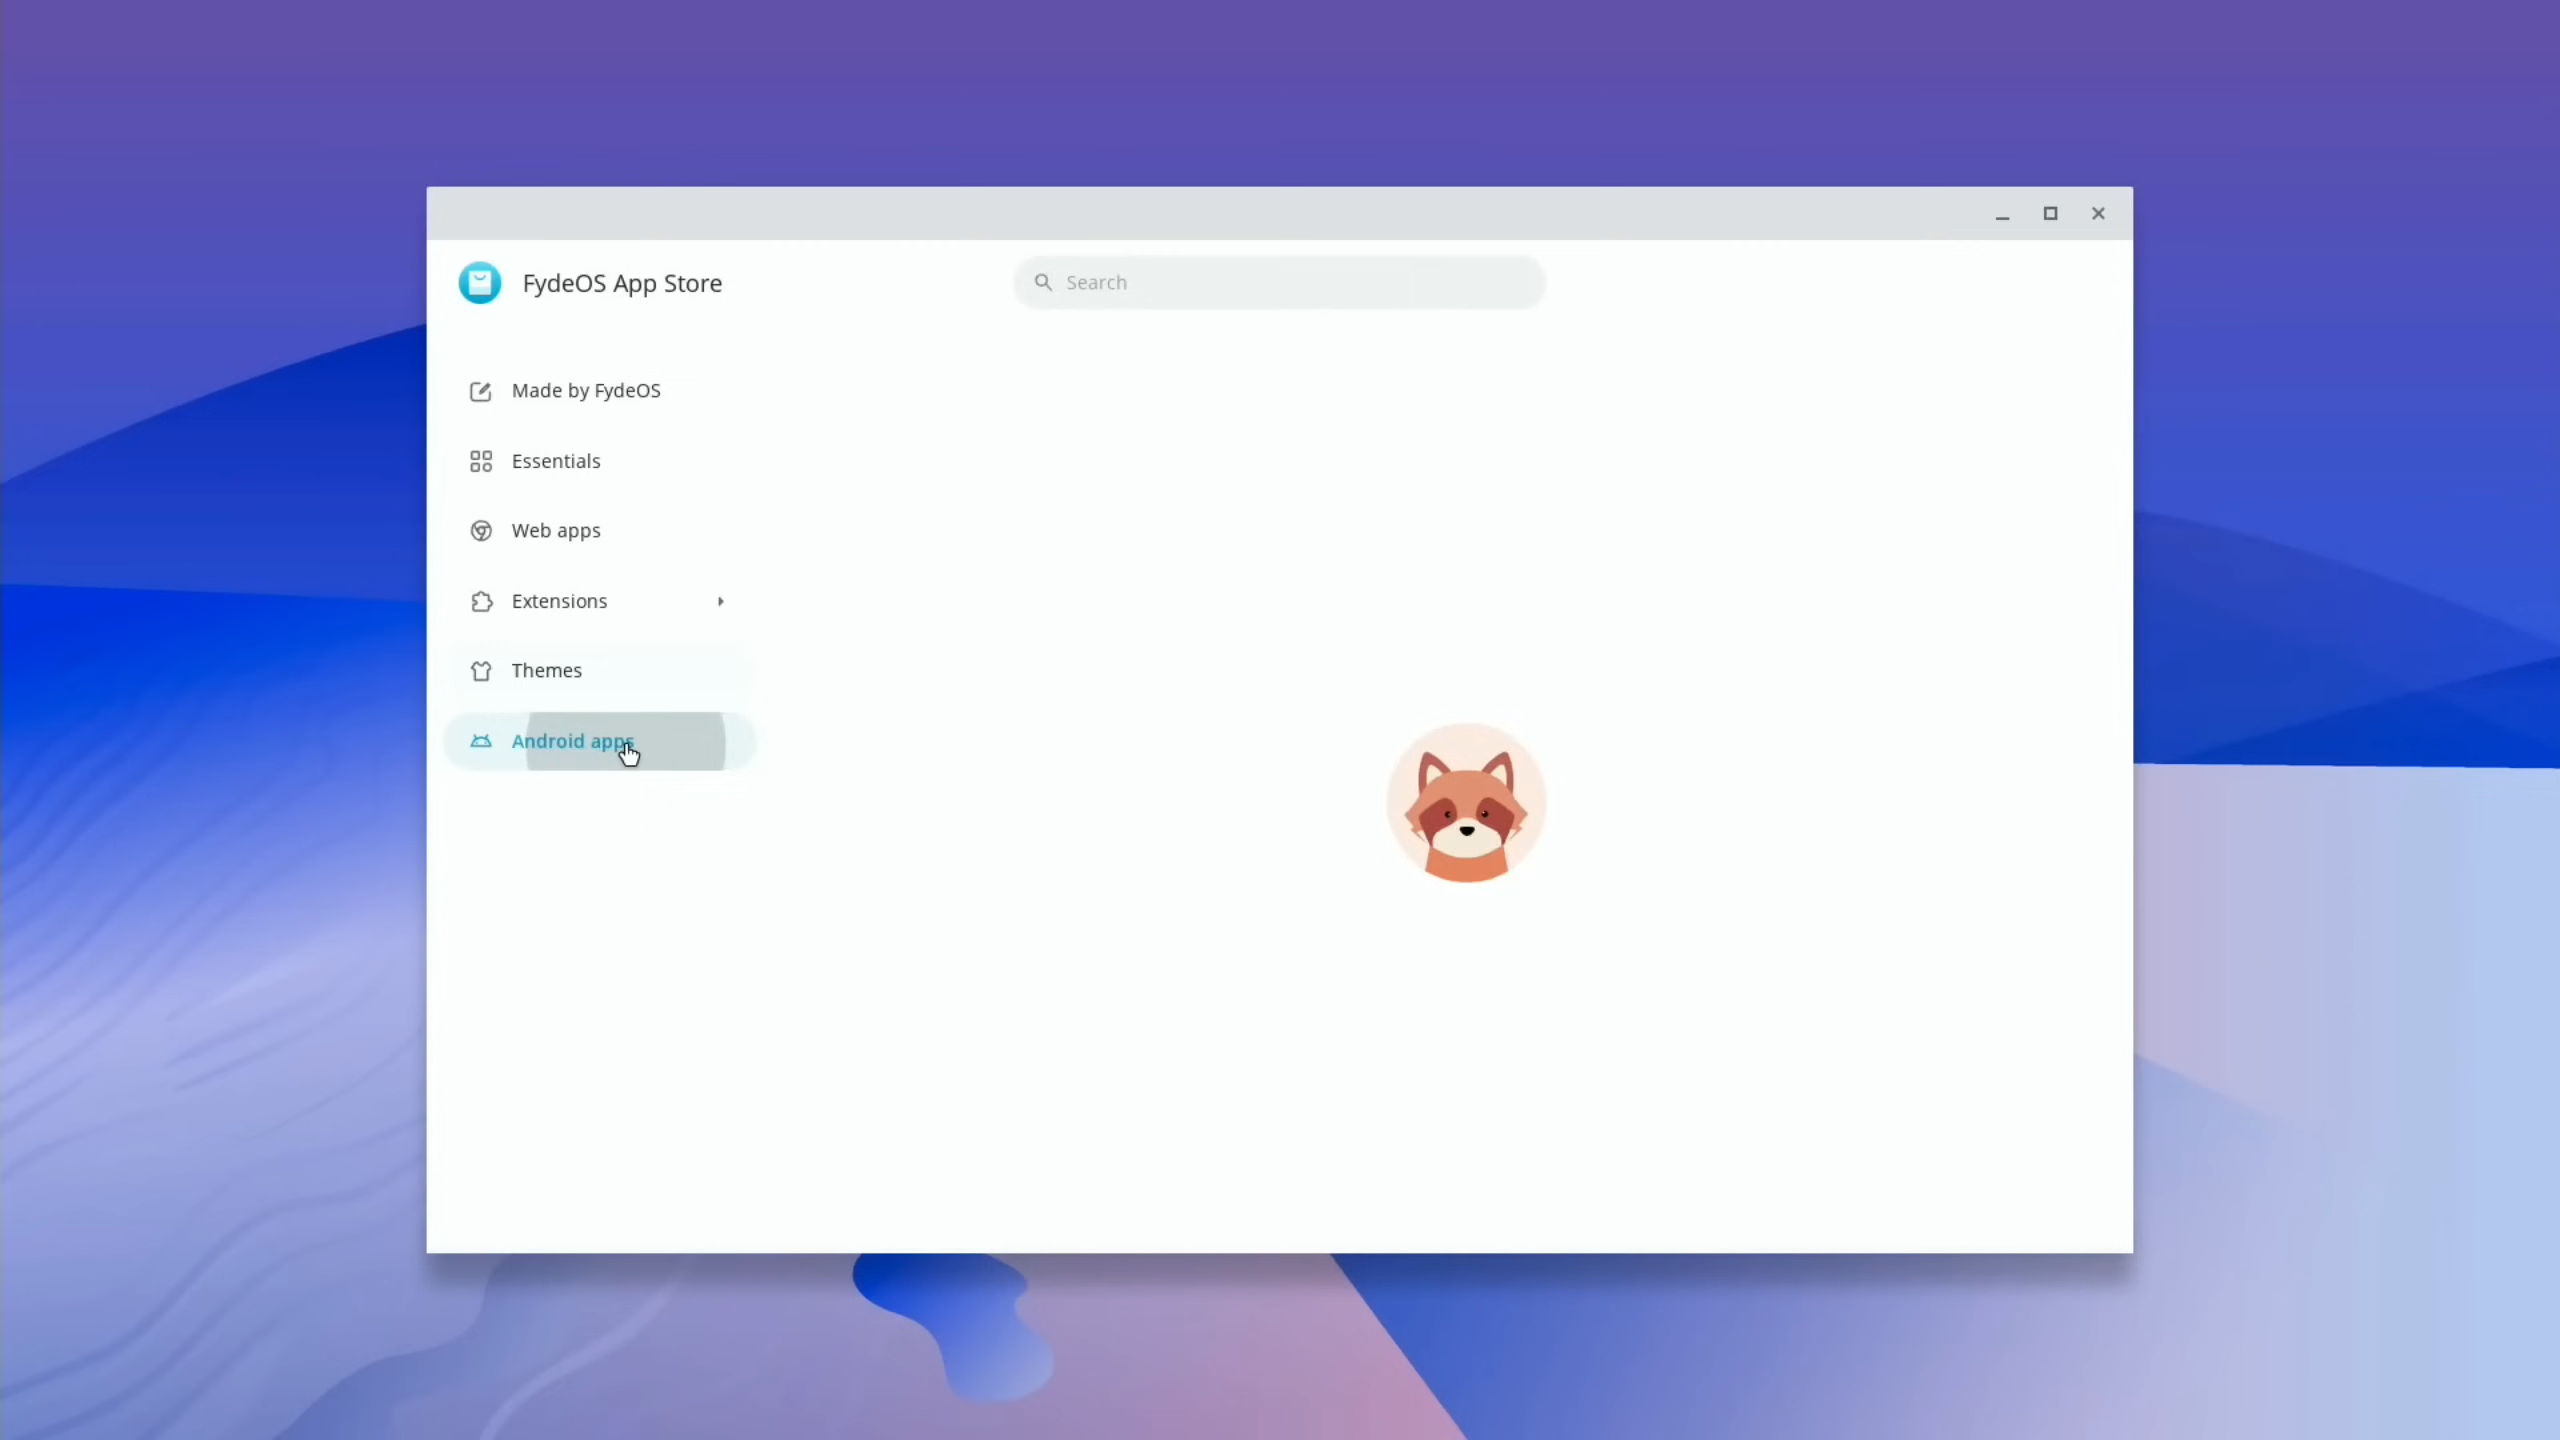 FydeOS App Store
Search
Made by FydeOS
Essentials
Web apps
Extensions
Themes
Android apps